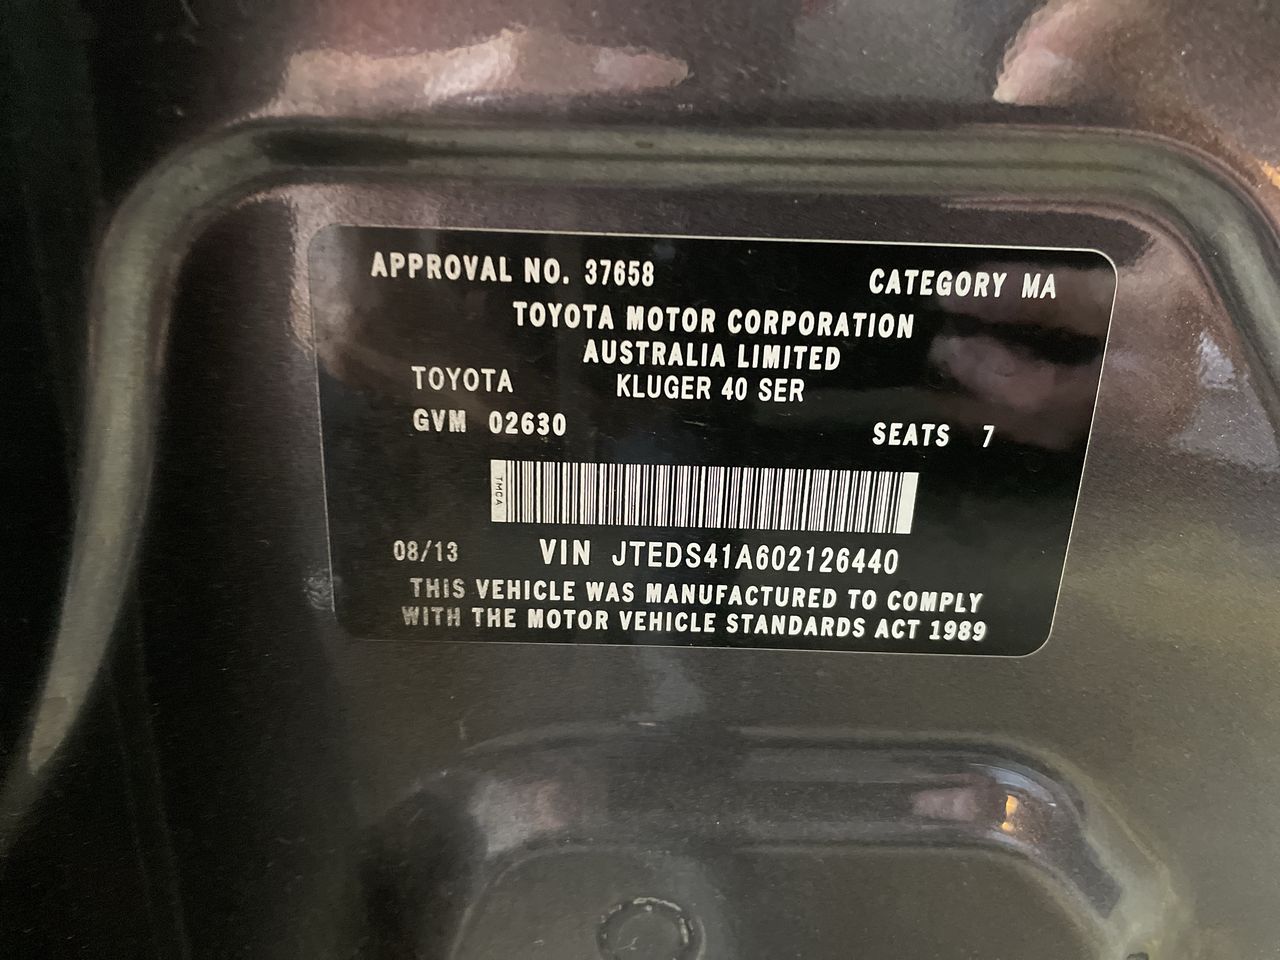 APPROVAL NO. 37658 CATEGORY MA
TOYOTA MOTOR CORPORATION
AUSTRALIA LIMITED
TOYOTA KLUGER 40 SER
GVM 02630 SEATS 7
TMCA
08/13 VIN JTEDS41A602126440
THIS VEHICLE WAS MANUFACTURED TO COMPLY
WITH THE MOTOR VEHICLE STANDARDS ACT 1989